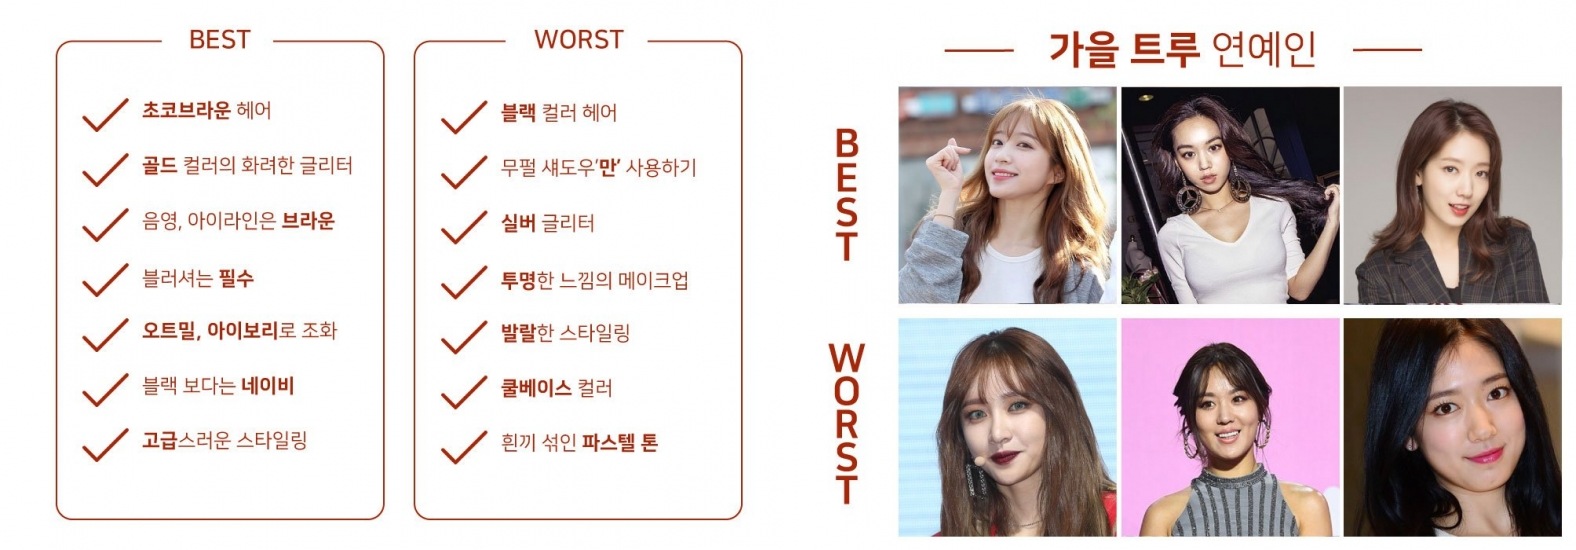 BEST
초코브라운 헤어
골드 컬러의 화려한 글리터
음영, 아이라인은 브라운
블러셔는 필수
오트밀, 아이보리로 조화
블랙 보다는 네이비
고급스러운 스타일링
WORST
블랙 컬러 헤어
무펄 섀도우'만' 사용하기
실버 글리터
투명한 느낌의 메이크업
발랄한 스타일링
쿨베이스 컬러
흰끼 섞인 파스텔 톤
가을 트루 연예인
BEST
WORST